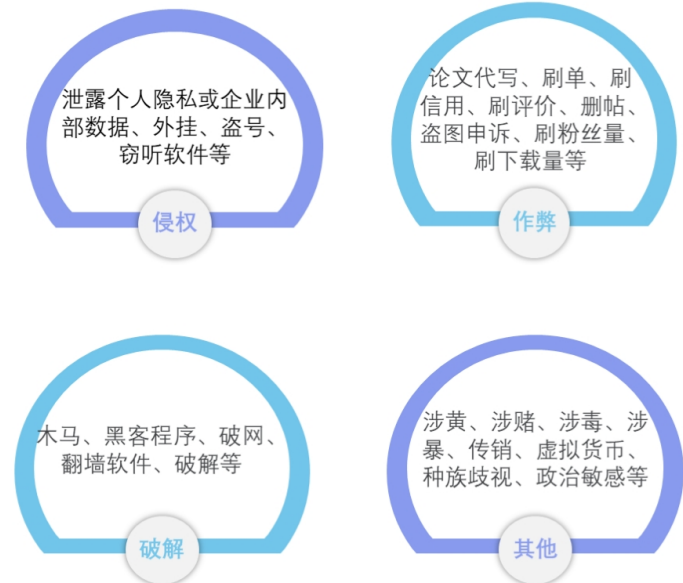 泄露个人隐私或企业内
部数据、外挂、盗号、
窃听软件等
侵权
论文代写、刷单、刷
信用、刷评价、删帖、
盗图申诉、刷粉丝量、
刷下载量等
作弊
木马、黑客程序、破网、
翻墙软件、破解等
破解
涉黄、涉赌、涉毒、涉
暴、传销、虚拟货币、
种族歧视、政治敏感等
其他